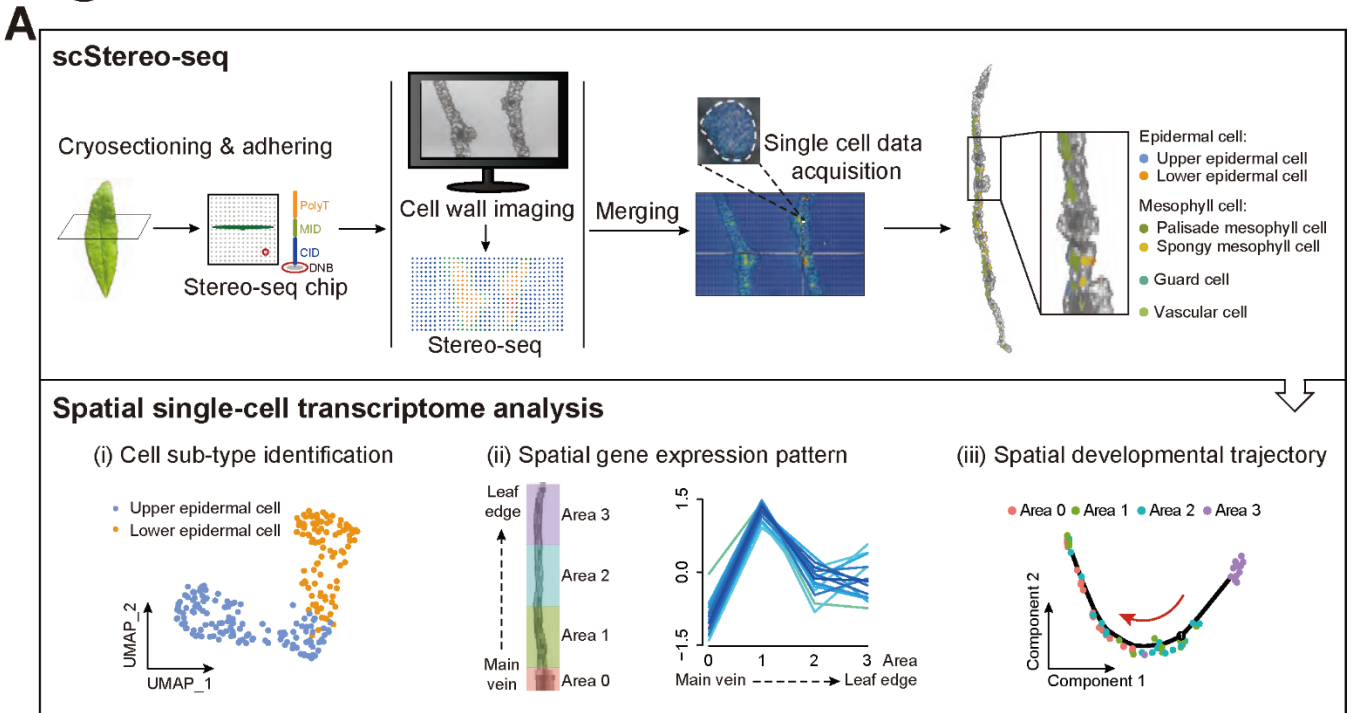 A
scStereo-seq
Cryosectioning & adhering
PolyT
MID
CID
DNB
Stereo-seq chip
Cell wall imaging
Stereo-seq
Merging
Single cell data
acquisition
Epidermal cell:
Upper epidermal cell
Lower epidermal cell
Mesophyll cell:
Palisade mesophyll cell
Spongy mesophyll cell
Guard cell
Vascular cell
Spatial single-cell transcriptome analysis
(i) Cell sub-type identification
Upper epidermal cell
Lower epidermal cell
UMAP_2
UMAP_1
(ii) Spatial gene expression pattern
Leaf
edge
Main
vein
Area 3
Area 2
Area 1
Area 0
1.5
0.0
−1.5
0 1 2 3 Area
Main vein Leaf edge
(iii) Spatial developmental trajectory
Area 0 Area 1 Area 2 Area 3
1
Component 2
Component 1